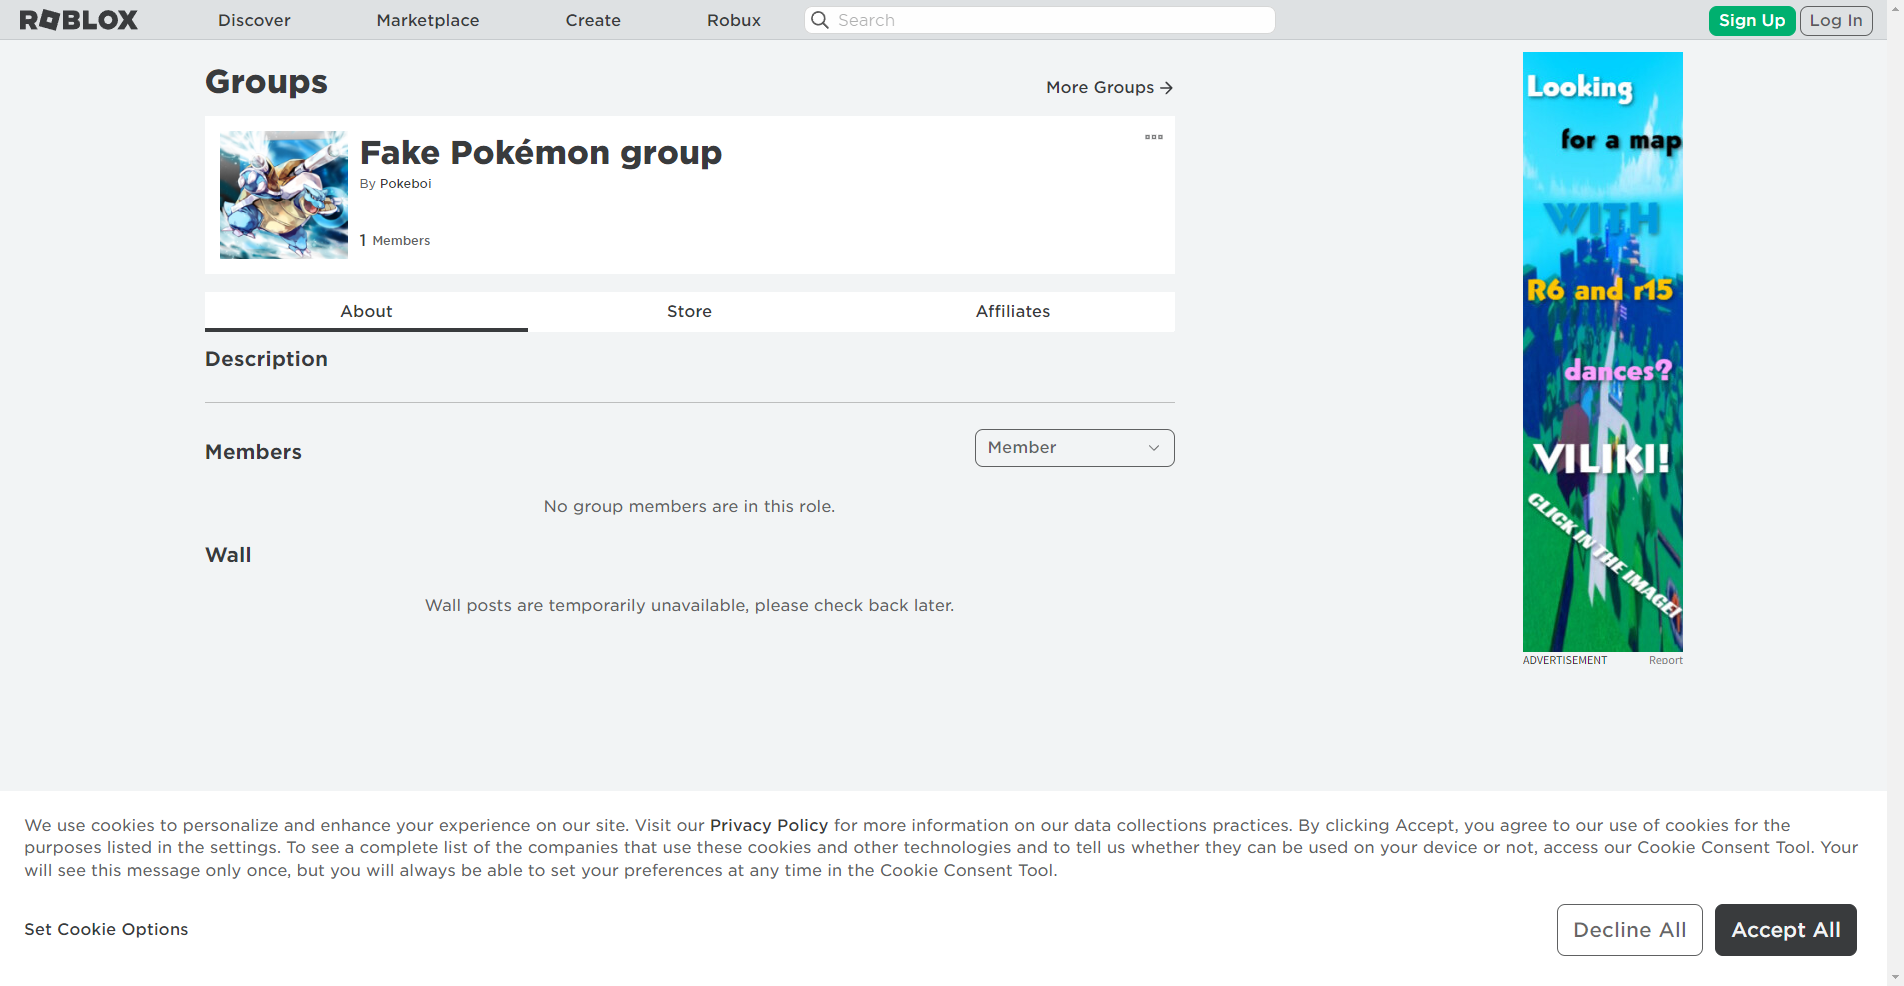 ROBLOX
Discover
Marketplace
Create
Robux
Search
Sign Up
Log In
Groups
More Groups
Fake Pokémon group
By Pokeboi
1 Members
About
Store
Affiliates
Description
Members
Member
No group members are in this role.
Wall
Wall posts are temporarily unavailable, please check back later.
Looking
for a map
WITH
R6 and r15
dances?
VILIKI!
CLICK IN THE IMAGE!
ADVERTISEMENT
Report
We use cookies to personalize and enhance your experience on our site. Visit our Privacy Policy for more information on our data collections practices. By clicking Accept, you agree to our use of cookies for the
purposes listed in the settings. To see a complete list of the companies that use these cookies and other technologies and to tell us whether they can be used on your device or not, access our Cookie Consent Tool. Your
will see this message only once, but you will always be able to set your preferences at any time in the Cookie Consent Tool.
Set Cookie Options
Decline All
Accept All